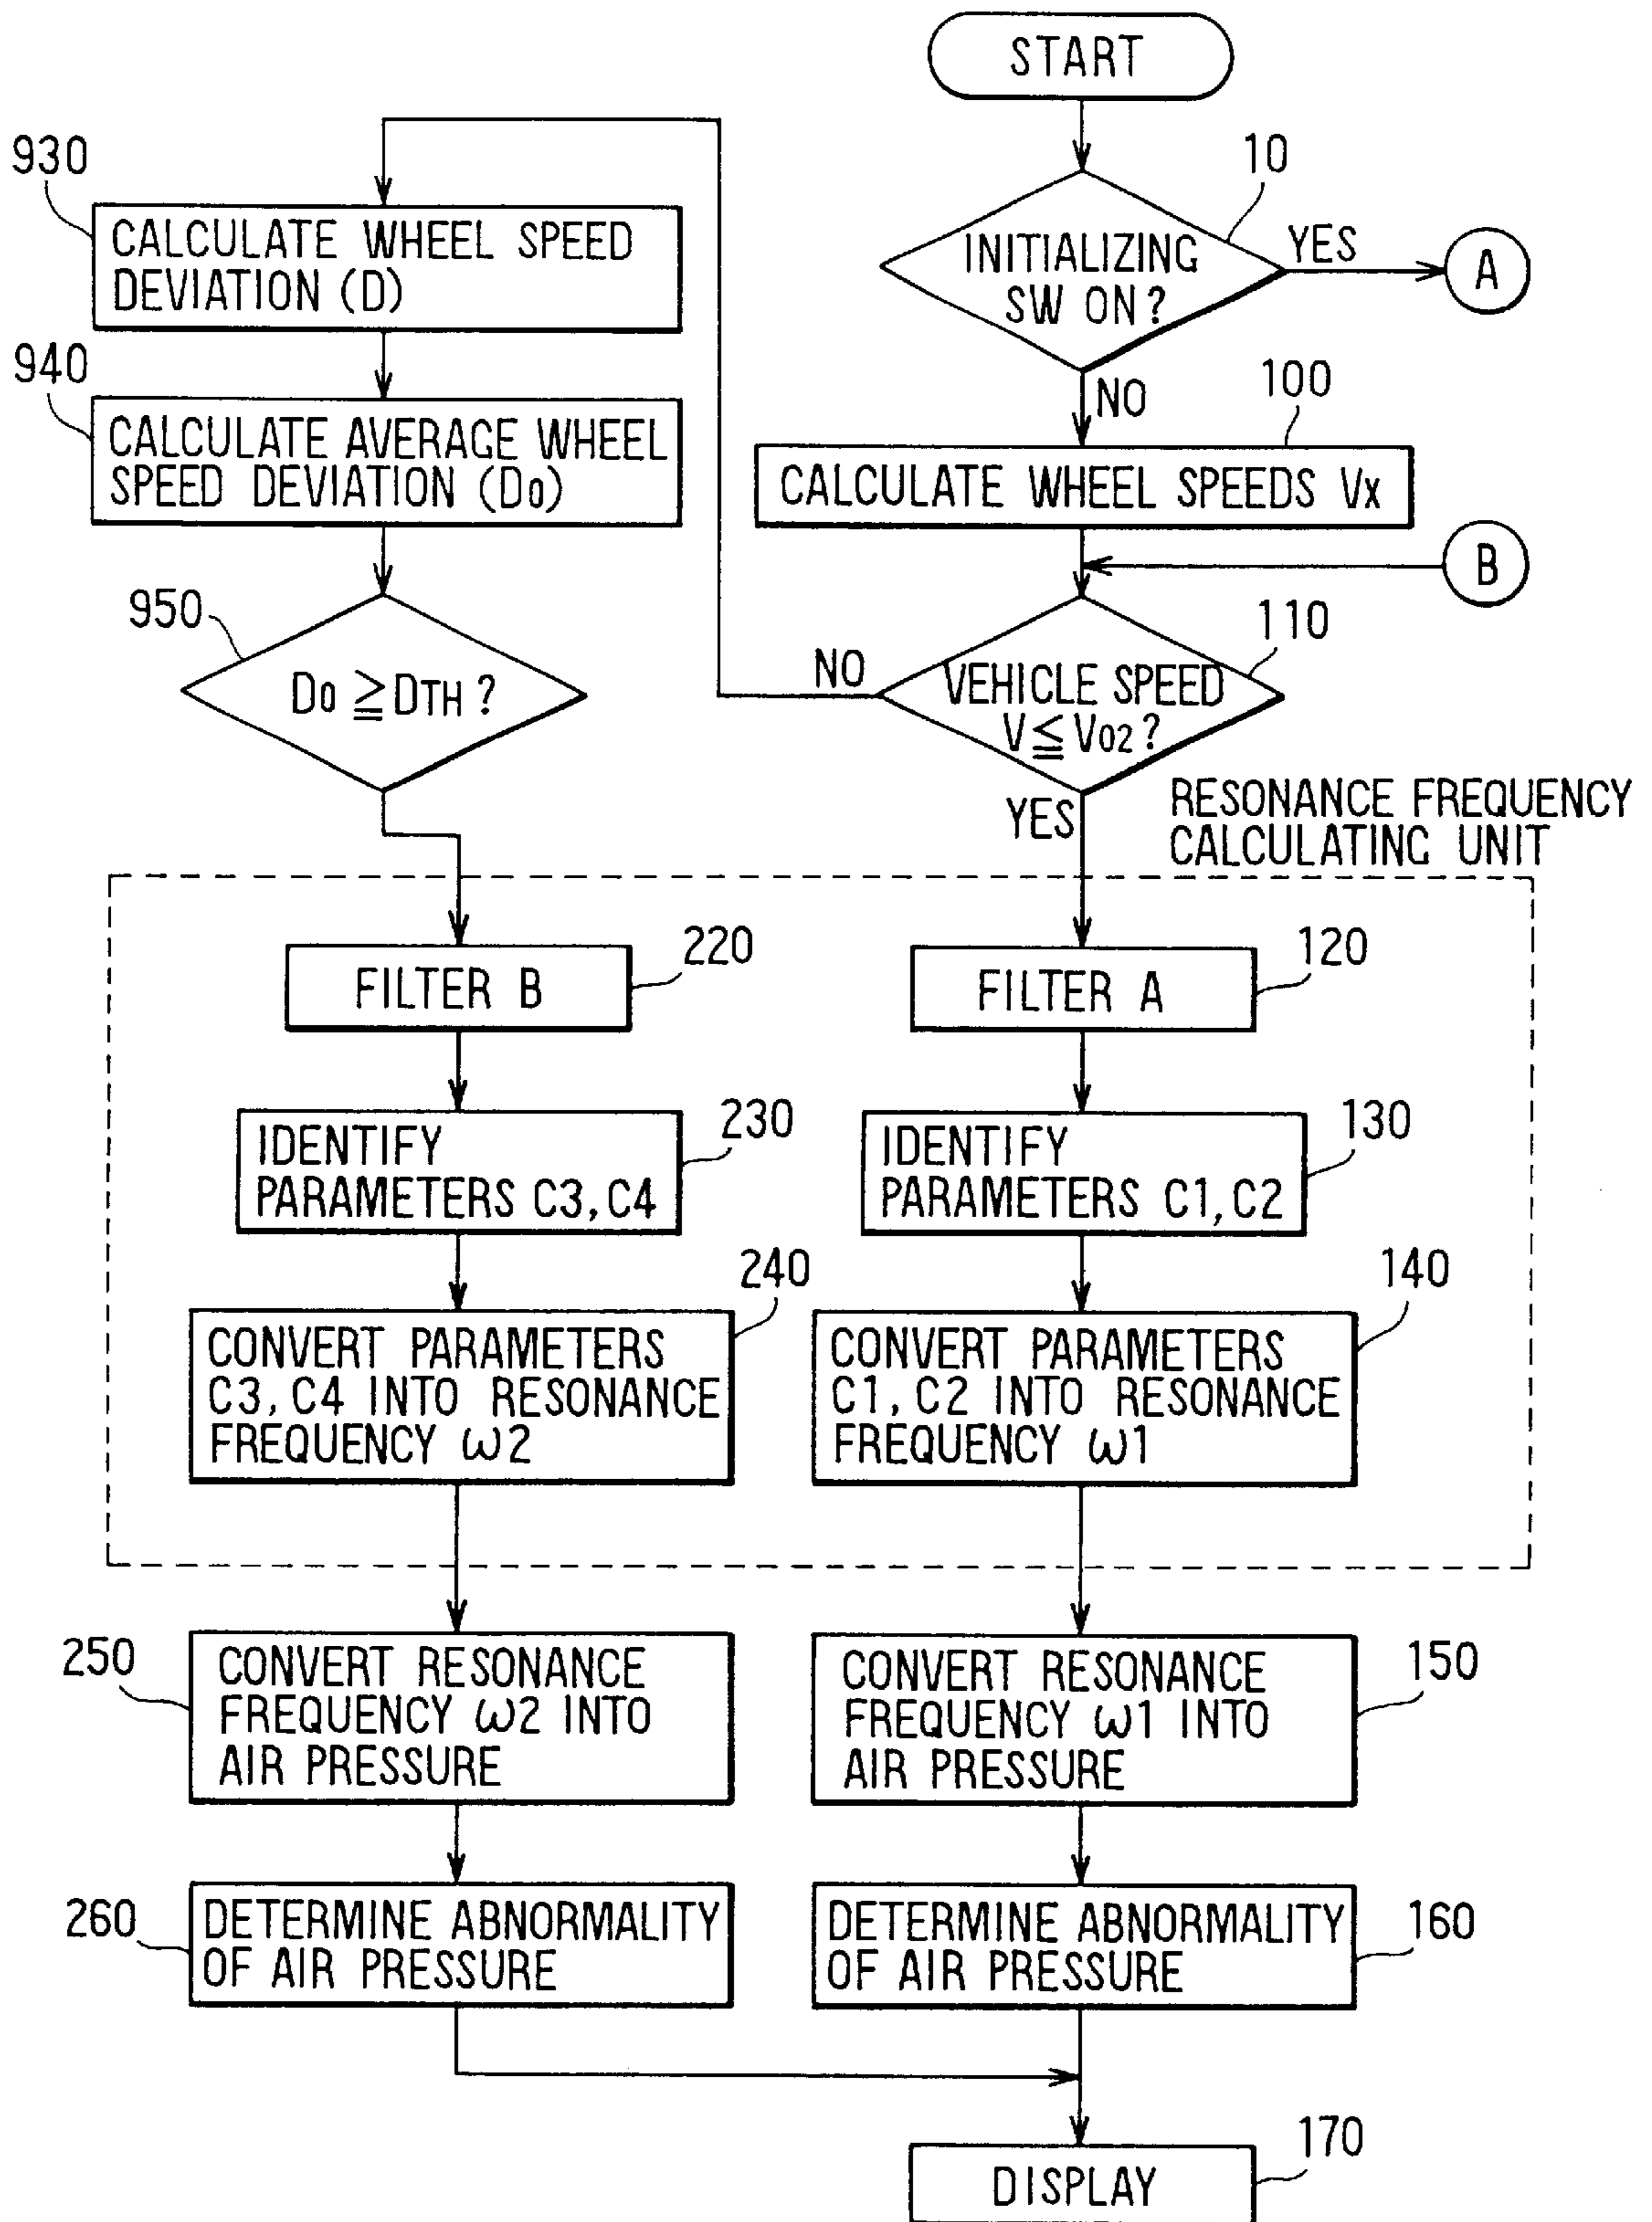 START
10
INITIALIZING
SW ON?
YES
A
NO
100
CALCULATE WHEEL SPEEDS Vx
B
110
VEHICLE SPEED
V≦V02?
NO
YES
930
CALCULATE WHEEL SPEED
DEVIATION (D)
940
CALCULATE AVERAGE WHEEL
SPEED DEVIATION (D0)
950
D0≧DTH?
RESONANCE FREQUENCY
CALCULATING UNIT
220
FILTER B
120
FILTER A
230
IDENTIFY
PARAMETERS C3, C4
130
IDENTIFY
PARAMETERS C1, C2
240
CONVERT PARAMETERS
C3, C4 INTO RESONANCE
FREQUENCY ω2
140
CONVERT PARAMETERS
C1, C2 INTO RESONANCE
FREQUENCY ω1
250
CONVERT RESONANCE
FREQUENCY ω2 INTO
AIR PRESSURE
150
CONVERT RESONANCE
FREQUENCY ω1 INTO
AIR PRESSURE
260
DETERMINE ABNORMALITY
OF AIR PRESSURE
160
DETERMINE ABNORMALITY
OF AIR PRESSURE
170
DISPLAY